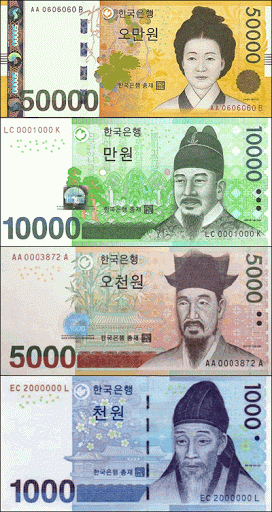 AA 0606060 B
한국은행
오만원
50000
50000
한국은행 총재
AA 0606060 B
LC 0001000 K
한국은행
만원
10000
10000
한국은행 총재
LC 0001000 K
AA 0003872 A
한국은행
오천원
5000
5000
한국은행 총재
AA 0003872 A
EC 2000000 L
한국은행
천원
1000
1000
한국은행 총재
EC 2000000 L